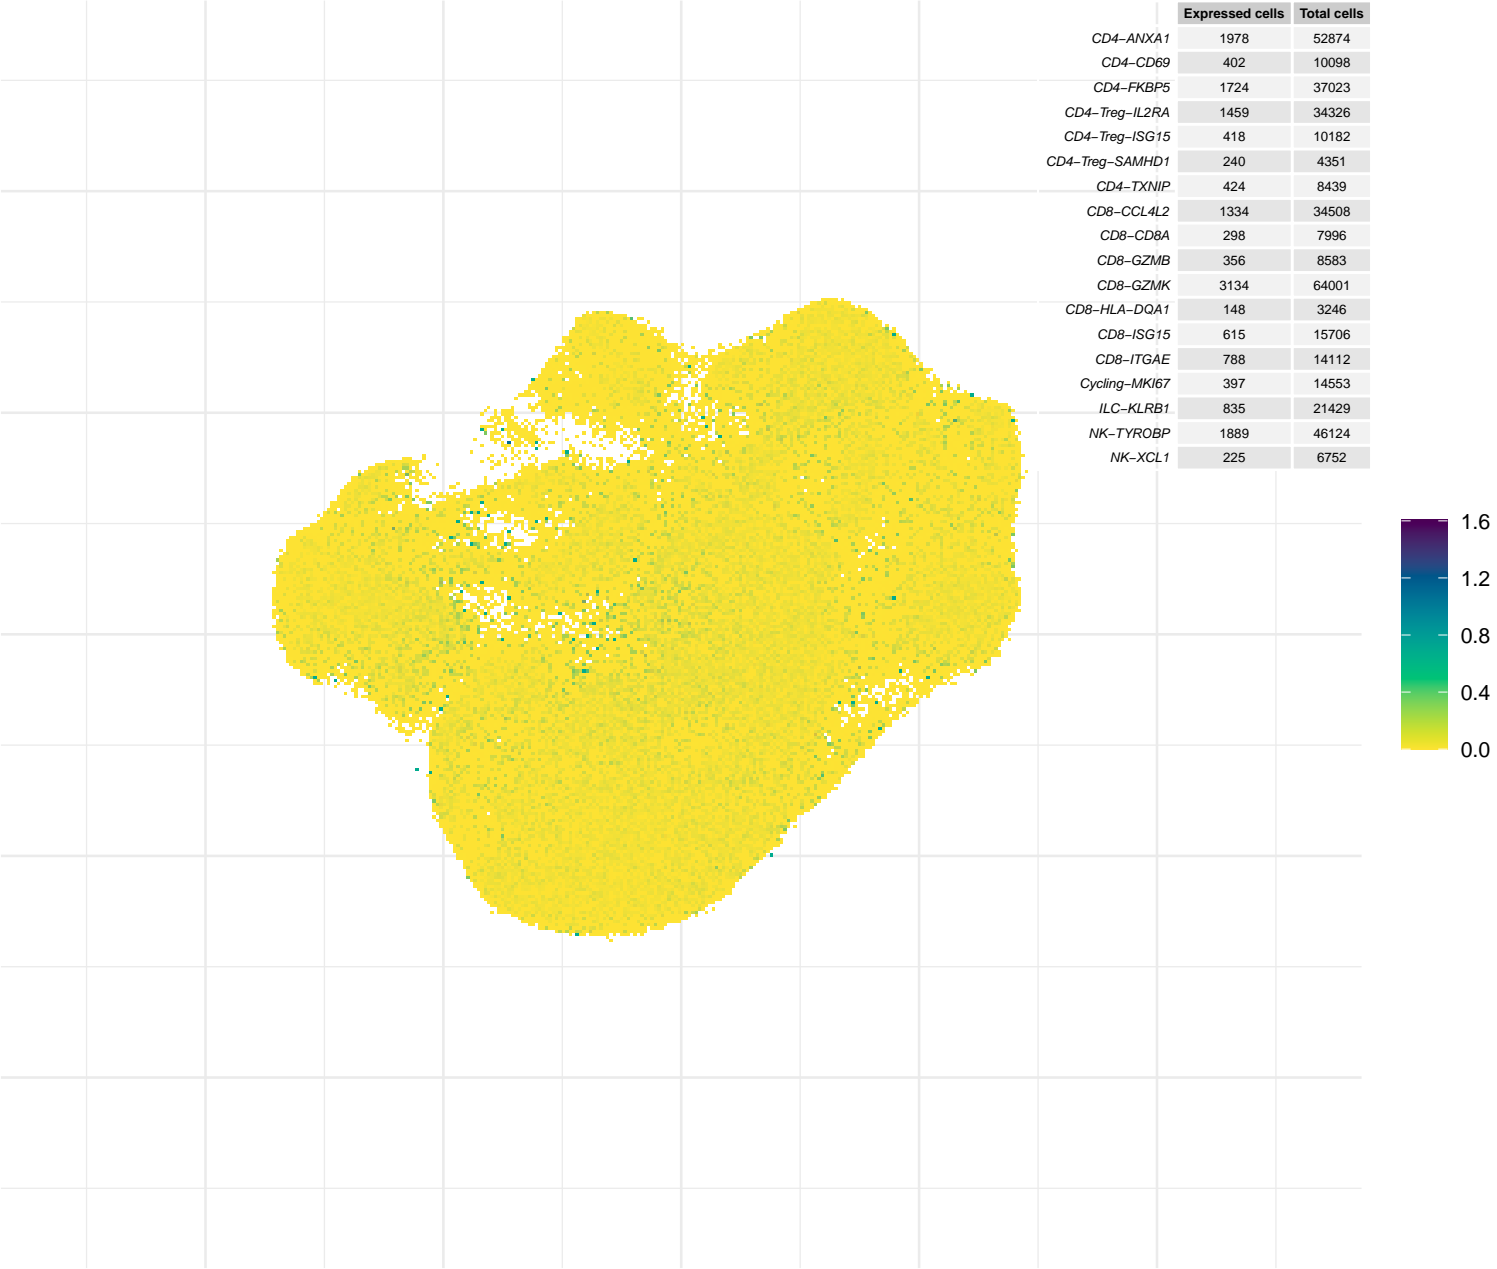 Expressed cells Total cells
CD4−ANXA1 1978 52874
CD4−CD69 402 10098
CD4−FKBP5 1724 37023
CD4−Treg−IL2RA 1459 34326
CD4−Treg−ISG15 418 10182
CD4−Treg−SAMHD1 240 4351
CD4−TXNIP 424 8439
CD8−CCL4L2 1334 34508
CD8−CD8A 298 7996
CD8−GZMB 356 8583
CD8−GZMK 3134 64001
CD8−HLA−DQA1 148 3246
CD8−ISG15 615 15706
CD8−ITGAE 788 14112
Cycling−MKI67 397 14553
ILC−KLRB1 835 21429
NK−TYROBP 1889 46124
NK−XCL1 225 6752
1.6
1.2
0.8
0.4
0.0